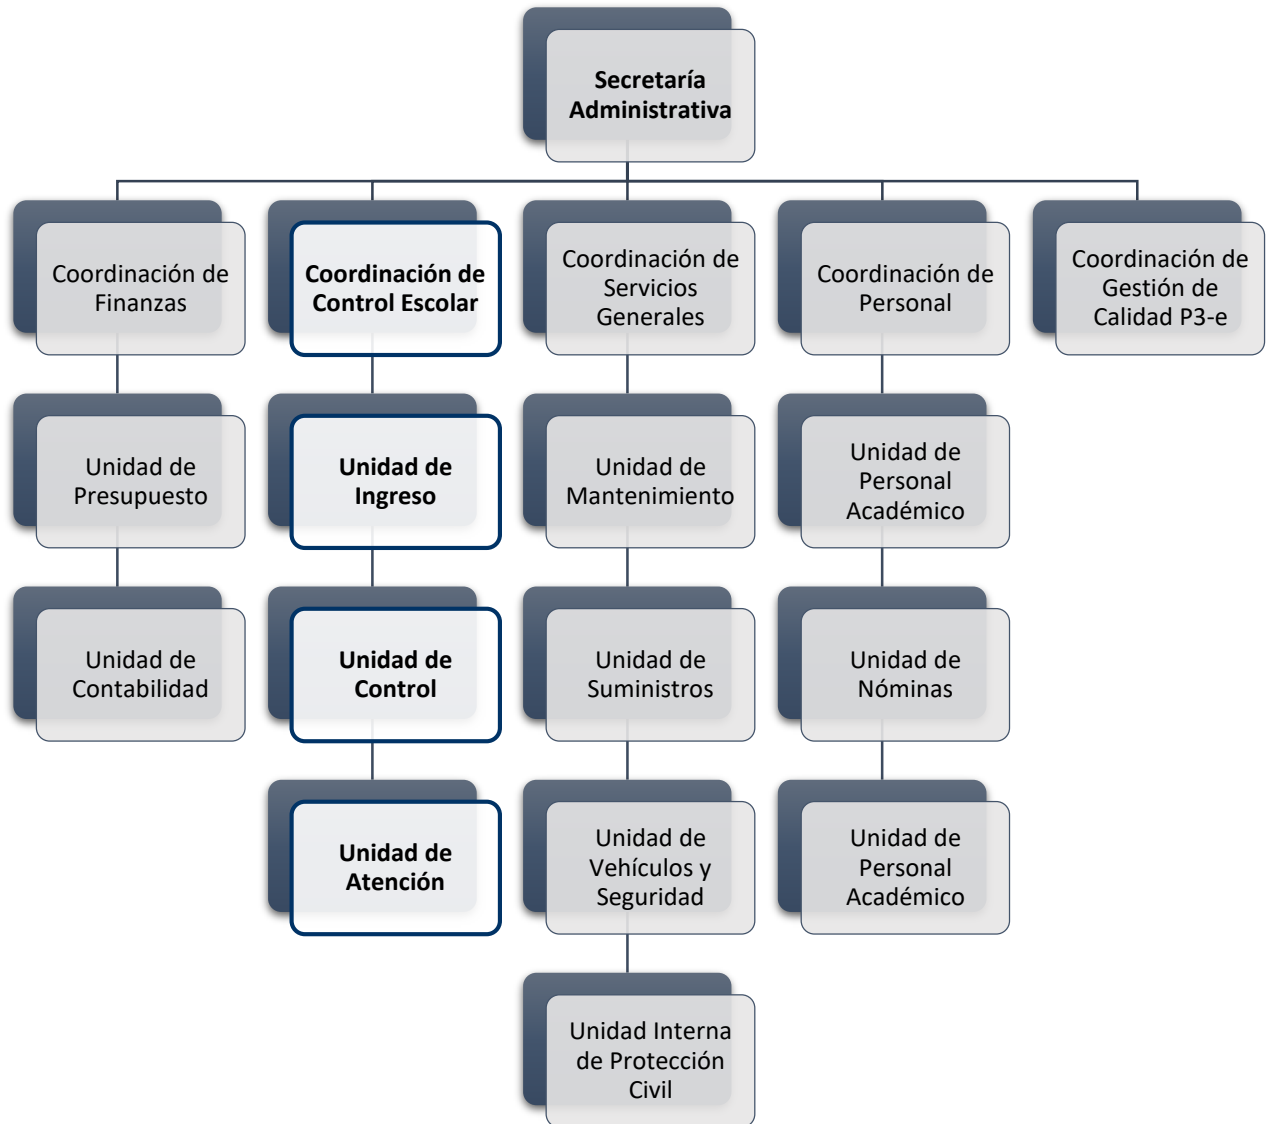 Secretaría
Administrativa
Coordinación de
Finanzas
Coordinación de
Control Escolar
Coordinación de
Servicios
Generales
Coordinación de
Personal
Coordinación de
Gestión de
Calidad P3-e
Unidad de
Presupuesto
Unidad de
Ingreso
Unidad de
Mantenimiento
Unidad de
Personal
Académico
Unidad de
Contabilidad
Unidad de
Control
Unidad de
Suministros
Unidad de
Nóminas
Unidad de
Atención
Unidad de
Vehículos y
Seguridad
Unidad de
Personal
Académico
Unidad Interna
de Protección
Civil